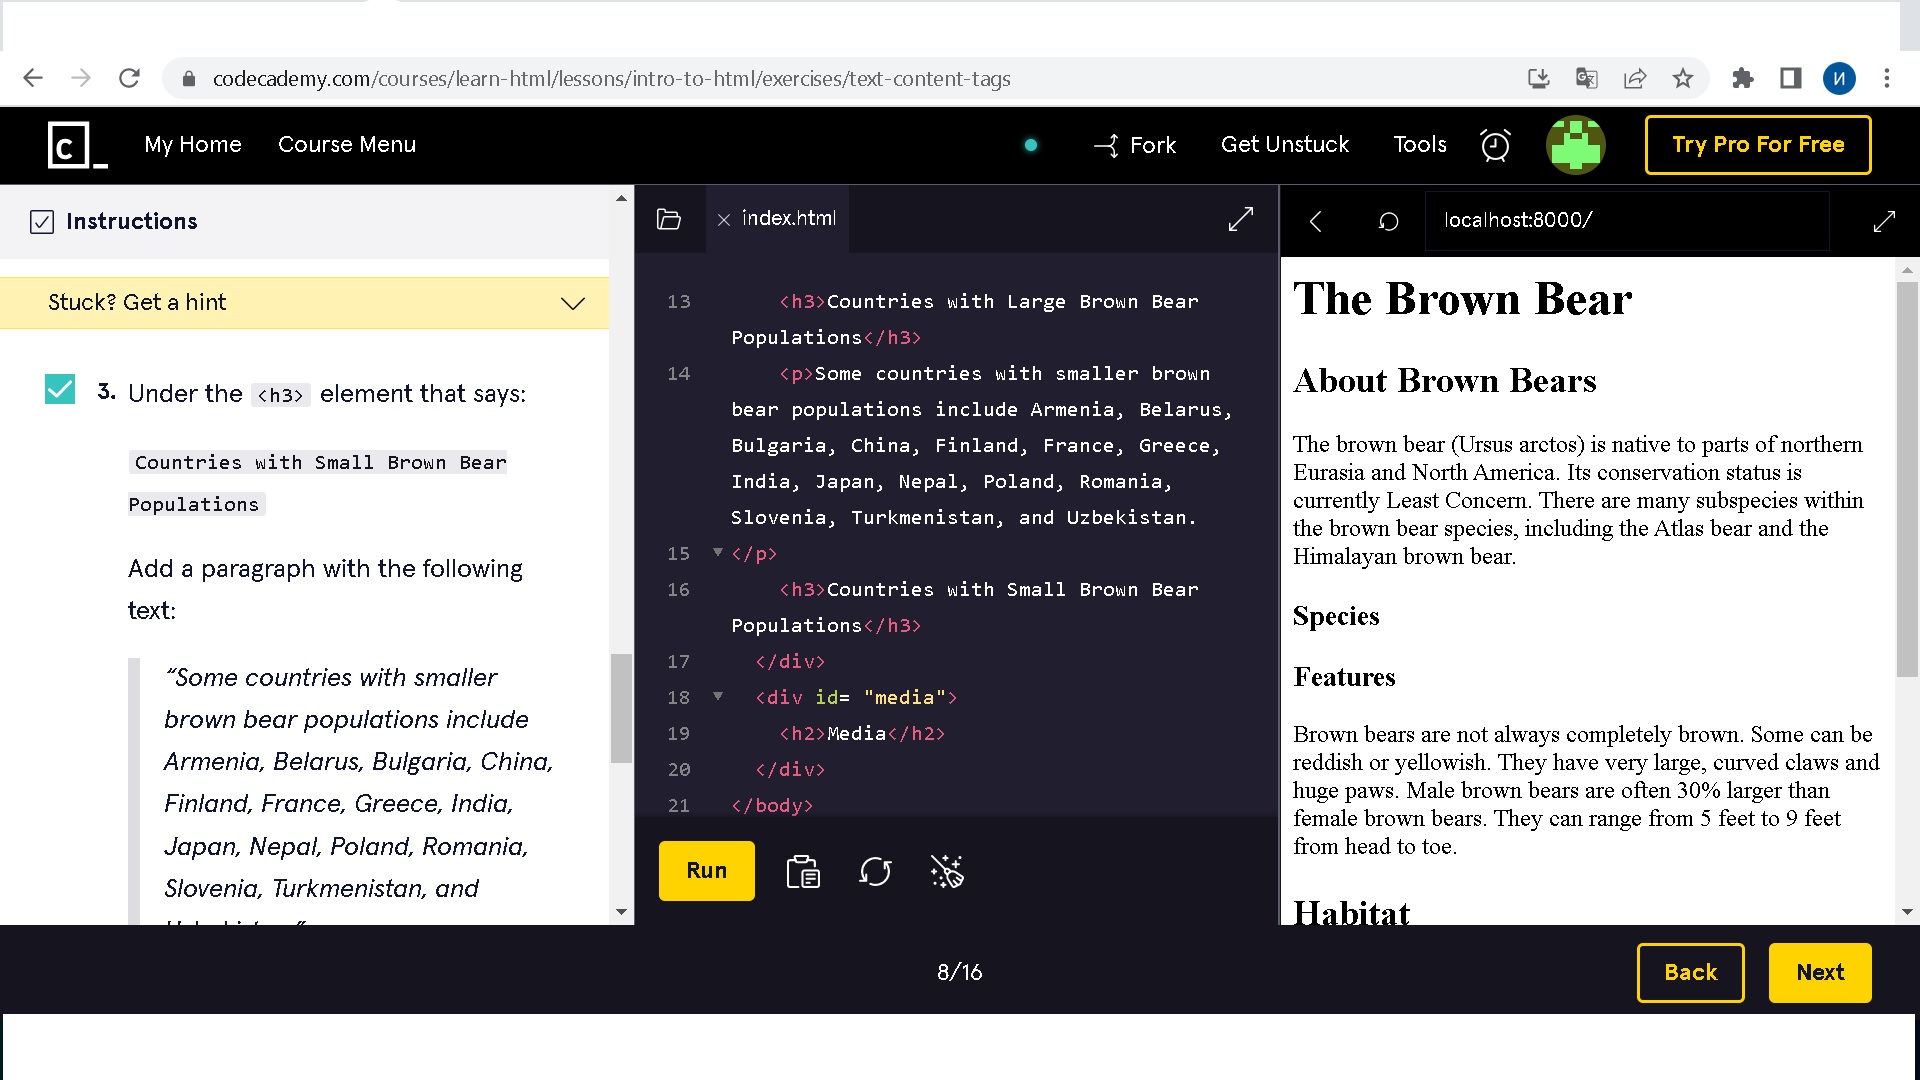 codecademy.com/courses/learn-html/lessons/intro-to-html/exercises/text-content-tags
И
c_
My Home
Course Menu
Fork
Get Unstuck
Tools
Try Pro For Free
Instructions
Stuck? Get a hint
3. Under the <h3> element that says:
Countries with Small Brown Bear
Populations
Add a paragraph with the following
text:
“Some countries with smaller
brown bear populations include
Armenia, Belarus, Bulgaria, China,
Finland, France, Greece, India,
Japan, Nepal, Poland, Romania,
Slovenia, Turkmenistan, and
index.html
13 <h3>Countries with Large Brown Bear
Populations</h3>
14 <p>Some countries with smaller brown
bear populations include Armenia, Belarus,
Bulgaria, China, Finland, France, Greece,
India, Japan, Nepal, Poland, Romania,
Slovenia, Turkmenistan, and Uzbekistan.
15 </p>
16 <h3>Countries with Small Brown Bear
Populations</h3>
17 </div>
18 <div id= "media">
19 <h2>Media</h2>
20 </div>
21 </body>
Run
localhost:8000/
The Brown Bear
About Brown Bears
The brown bear (Ursus arctos) is native to parts of northern
Eurasia and North America. Its conservation status is
currently Least Concern. There are many subspecies within
the brown bear species, including the Atlas bear and the
Himalayan brown bear.
Species
Features
Brown bears are not always completely brown. Some can be
reddish or yellowish. They have very large, curved claws and
huge paws. Male brown bears are often 30% larger than
female brown bears. They can range from 5 feet to 9 feet
from head to toe.
Habitat
8/16
Back
Next